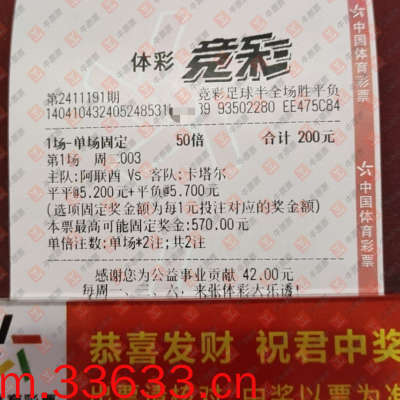 体彩 竞彩
第2411191期 竞彩足球半全场胜平负
140410432405248531 09 93502280 EE475C84
1场-单场固定 50倍 合计 200元
第1场 周二003
主队:阿联酋 Vs 客队:卡塔尔
平平@5.200元+平负@5.700元
(选项固定奖金额为每1元投注对应的奖金额)
本票最高可能固定奖金:570.00元
单倍注数:单场*2注;共2注
感谢您为公益事业贡献 42.00元
每周一、三、六,来张体彩大乐透!
中国体育彩票
中国体育彩票
恭喜发财 祝君中奖
m.33633.cn